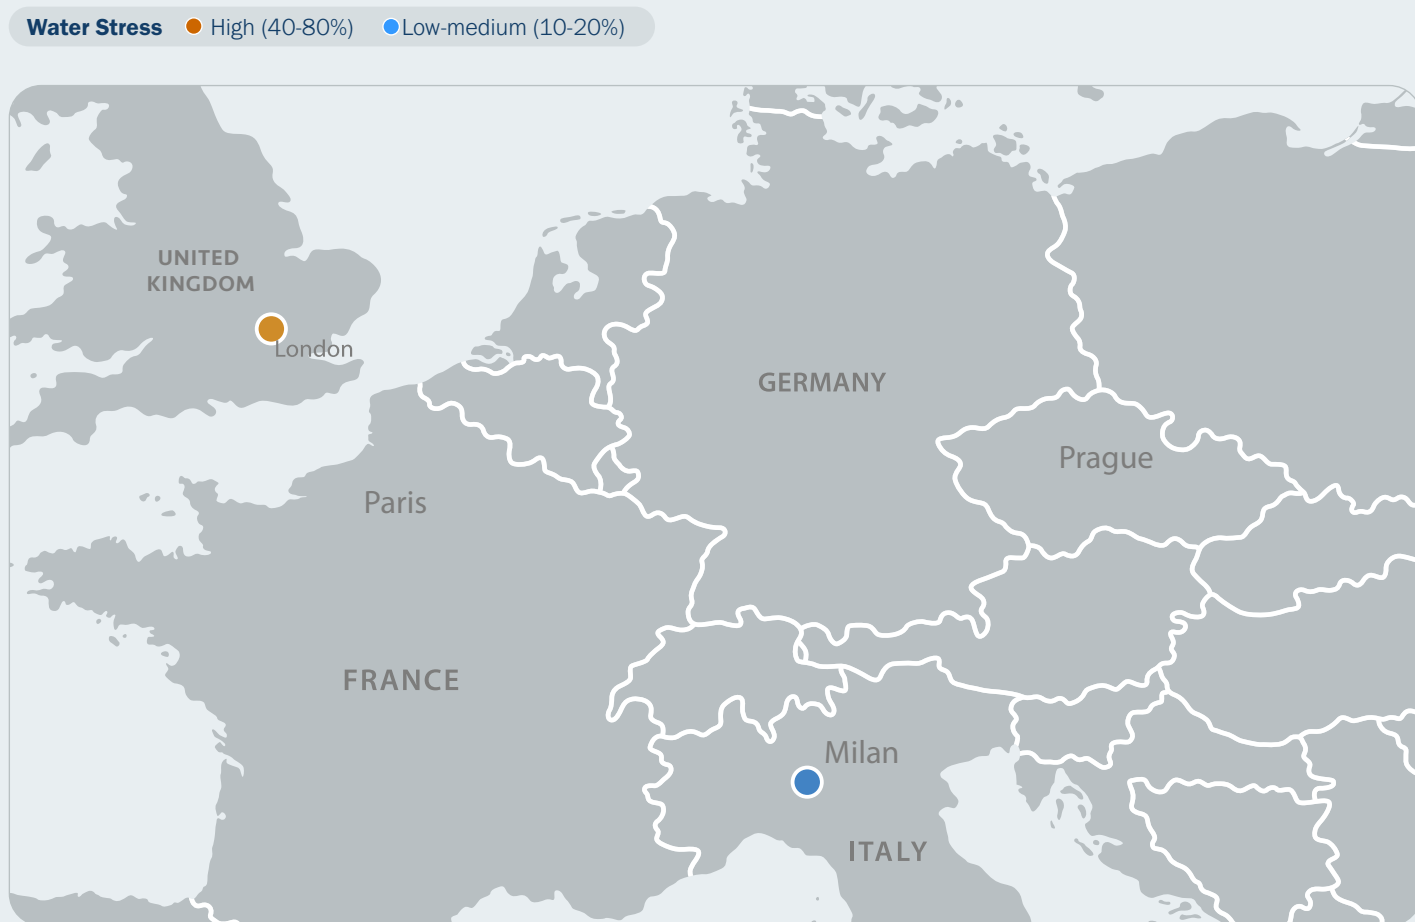 Water Stress High (40-80%) Low-medium (10-20%)
UNITED
KINGDOM
London
GERMANY
Prague
Paris
FRANCE
Milan
ITALY